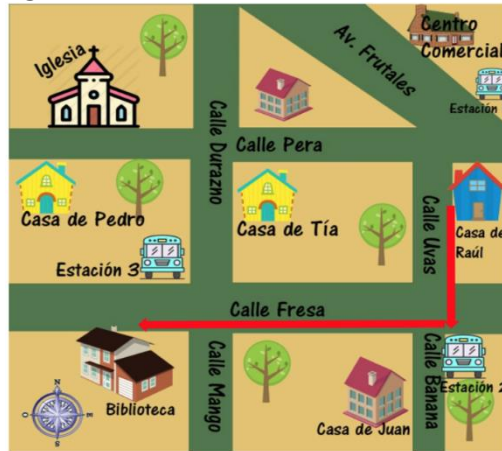 Centro
Comercial
Iglesia
Av. Frutales
Estación
Calle Durazno
Calle Pera
Casa de Pedro
Casa de Tía
Calle Uvas
Casa de
Raúl
Estación 3
Calle Fresa
Calle Mango
Calle Banana
Estación 2
Biblioteca
Casa de Juan
N
S